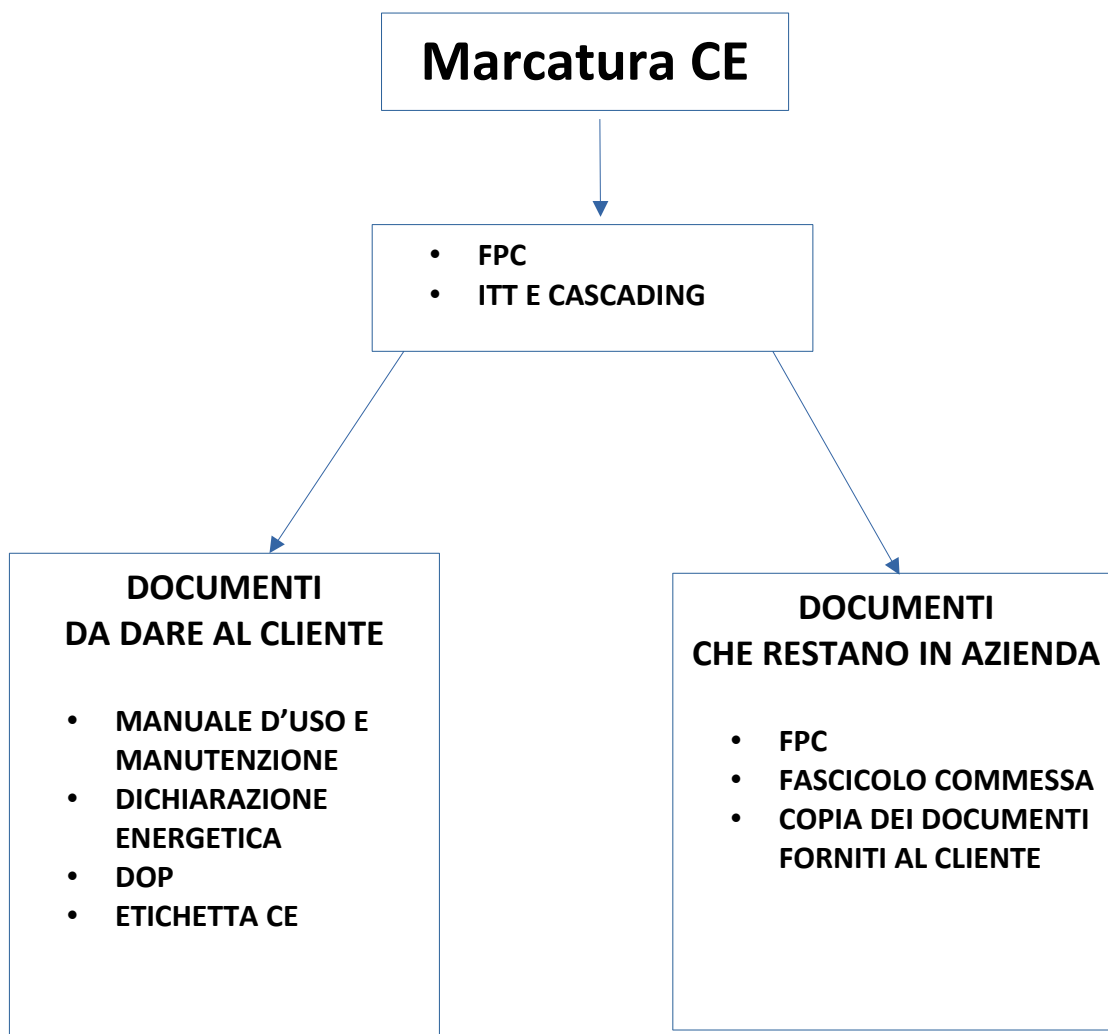 Marcatura CE
• FPC
• ITT E CASCADING
DOCUMENTI
DA DARE AL CLIENTE
• MANUALE D’USO E
MANUTENZIONE
• DICHIARAZIONE
ENERGETICA
• DOP
• ETICHETTA CE
DOCUMENTI
CHE RESTANO IN AZIENDA
• FPC
• FASCICOLO COMMESSA
• COPIA DEI DOCUMENTI
FORNITI AL CLIENTE